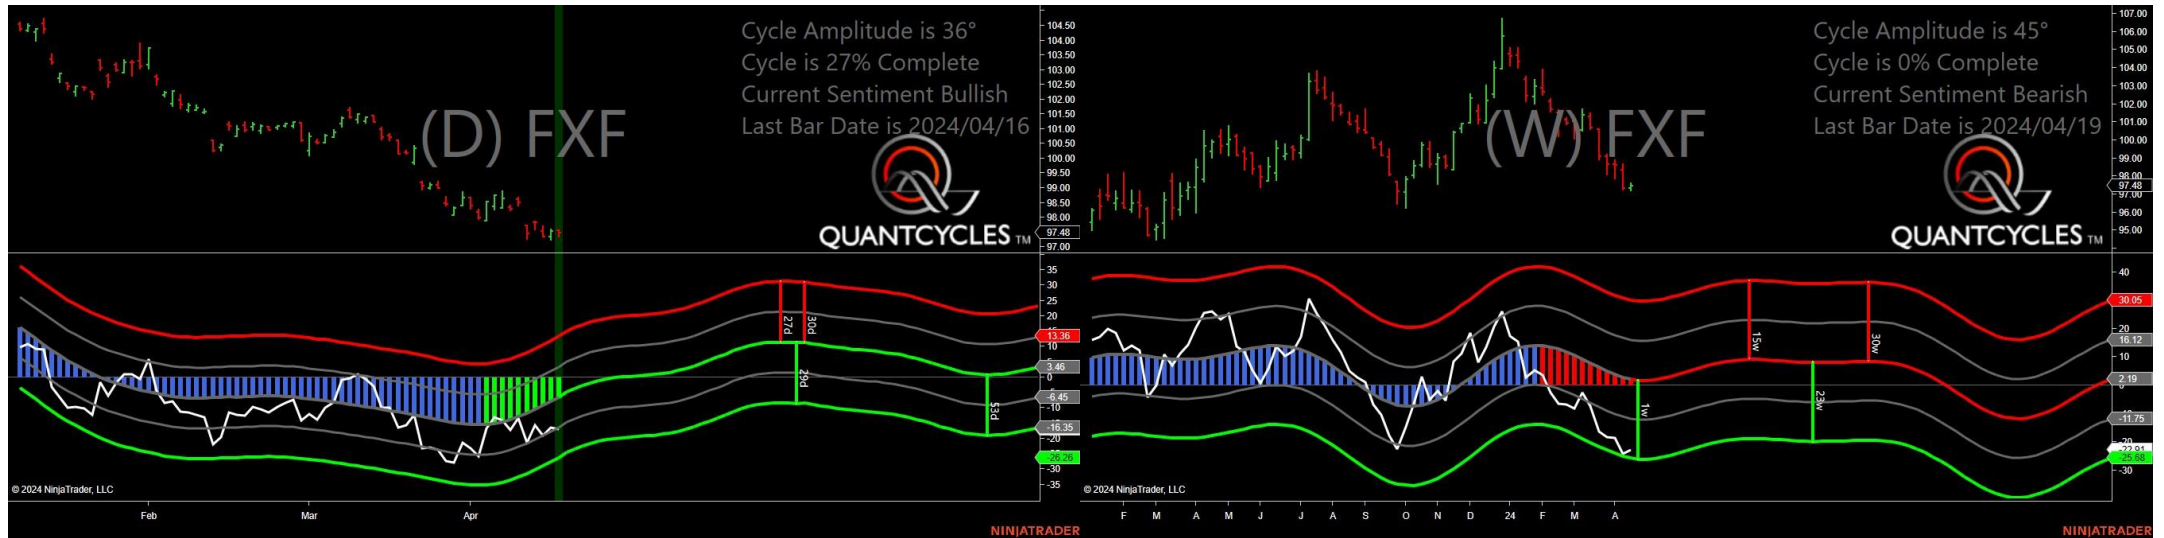 Cycle Amplitude is 36°
Cycle is 27% Complete
Current Sentiment Bullish
Last Bar Date is 2024/04/16
(D) FXF
QUANTCYCLES TM
104.50
104.00
103.50
103.00
102.50
102.00
101.50
101.00
100.50
100.00
99.50
99.00
98.50
98.00
97.48
97.00
35
30
25
20
13.36
10
3.46
0
-6.45
-10
-16.35
-20
-26.26
-30
-35
27d
30d
29d
53d
© 2024 NinjaTrader, LLC
Feb Mar Apr
NINJATRADER
Cycle Amplitude is 45°
Cycle is 0% Complete
Current Sentiment Bearish
Last Bar Date is 2024/04/19
(W) FXF
QUANTCYCLES TM
107.00
106.00
105.00
104.00
103.00
102.00
101.00
100.00
99.00
98.00
97.48
97.00
96.00
95.00
40
30.05
20
16.12
10
2.19
-11.75
-20
-22.91
-25.68
-30
1w
15w
23w
30w
© 2024 NinjaTrader, LLC
F M A M J J A S O N D 24 F M A
NINJATRADER